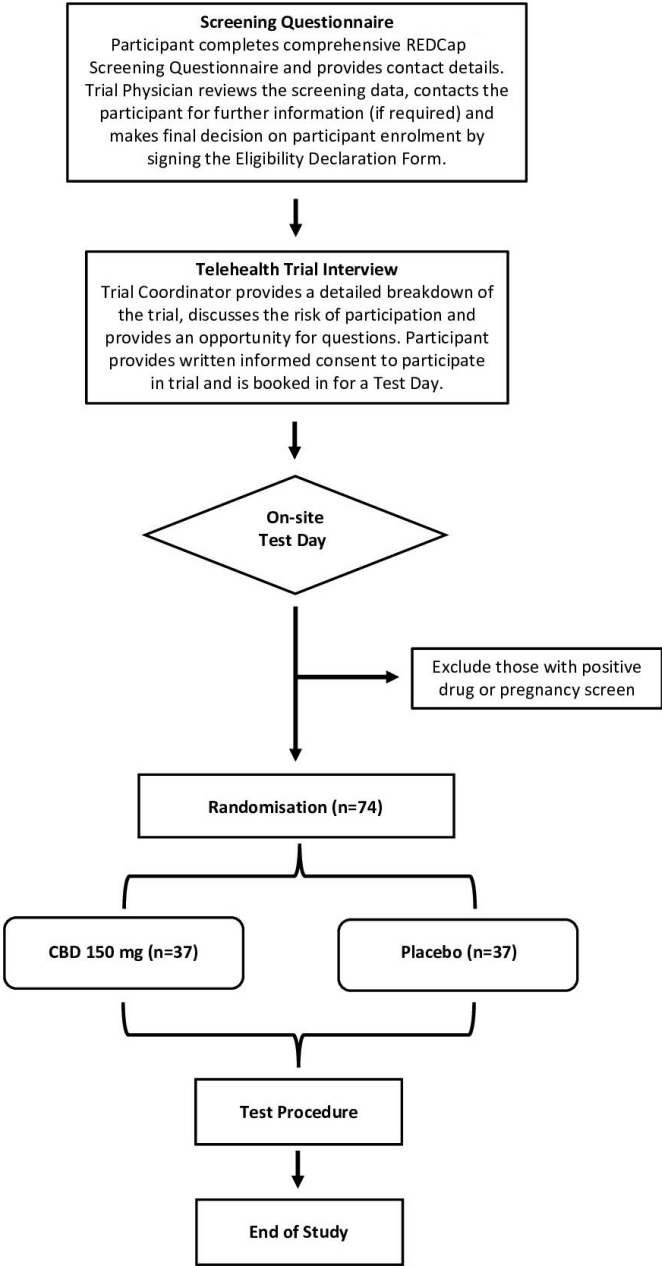 Screening Questionnaire
Participant completes comprehensive REDCap
Screening Questionnaire and provides contact details.
Trial Physician reviews the screening data, contacts the
participant for further information (if required) and
makes final decision on participant enrolment by
signing the Eligibility Declaration Form.
Telehealth Trial Interview
Trial Coordinator provides a detailed breakdown of
the trial, discusses the risk of participation and
provides an opportunity for questions. Participant
provides written informed consent to participate
in trial and is booked in for a Test Day.
On-site
Test Day
Exclude those with positive
drug or pregnancy screen
Randomisation (n=74)
CBD 150 mg (n=37)
Placebo (n=37)
Test Procedure
End of Study